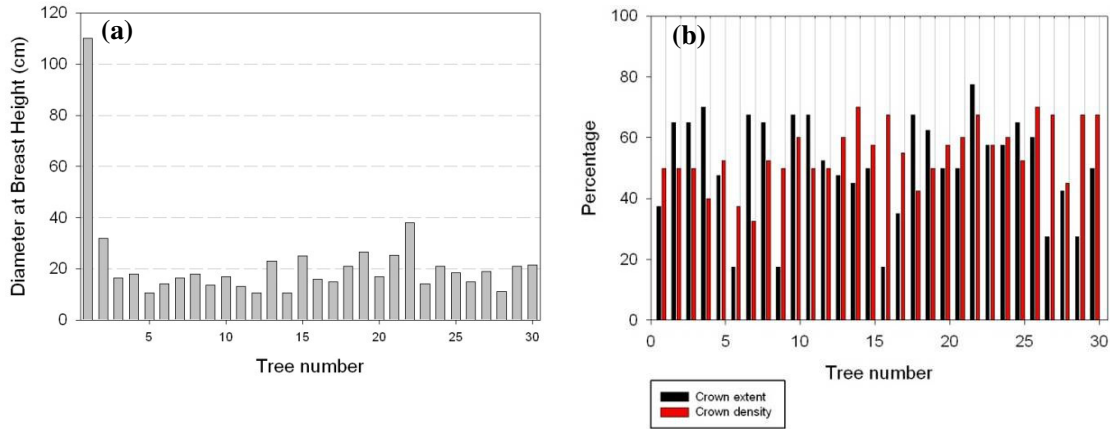 (a)
Diameter at Breast Height (cm)
120
100
80
60
40
20
0
5 10 15 20 25 30
Tree number
(b)
Percentage
100
80
60
40
20
0
0 5 10 15 20 25 30
Tree number
Crown extent
Crown density